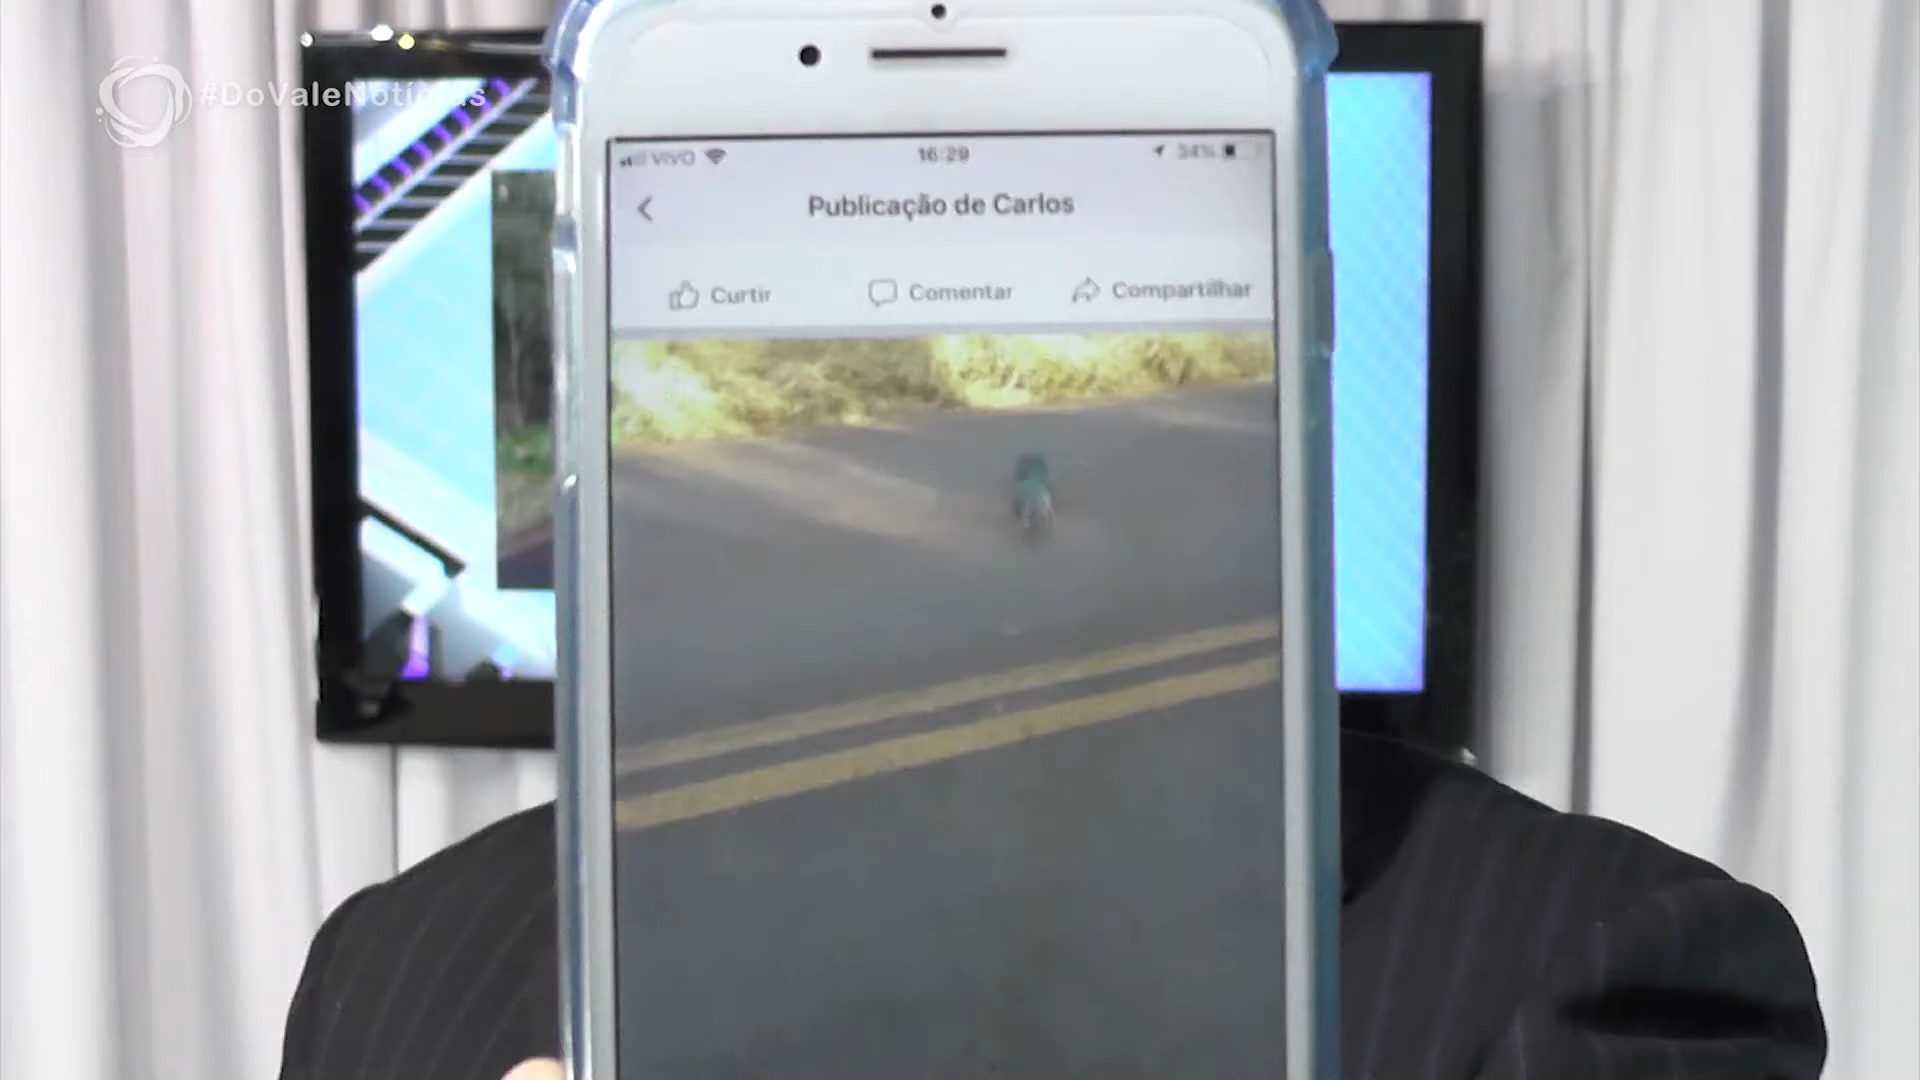 #DoValeNotícias
VIVO 16:29 34%
Publicação de Carlos
Curtir Comentar Compartilhar